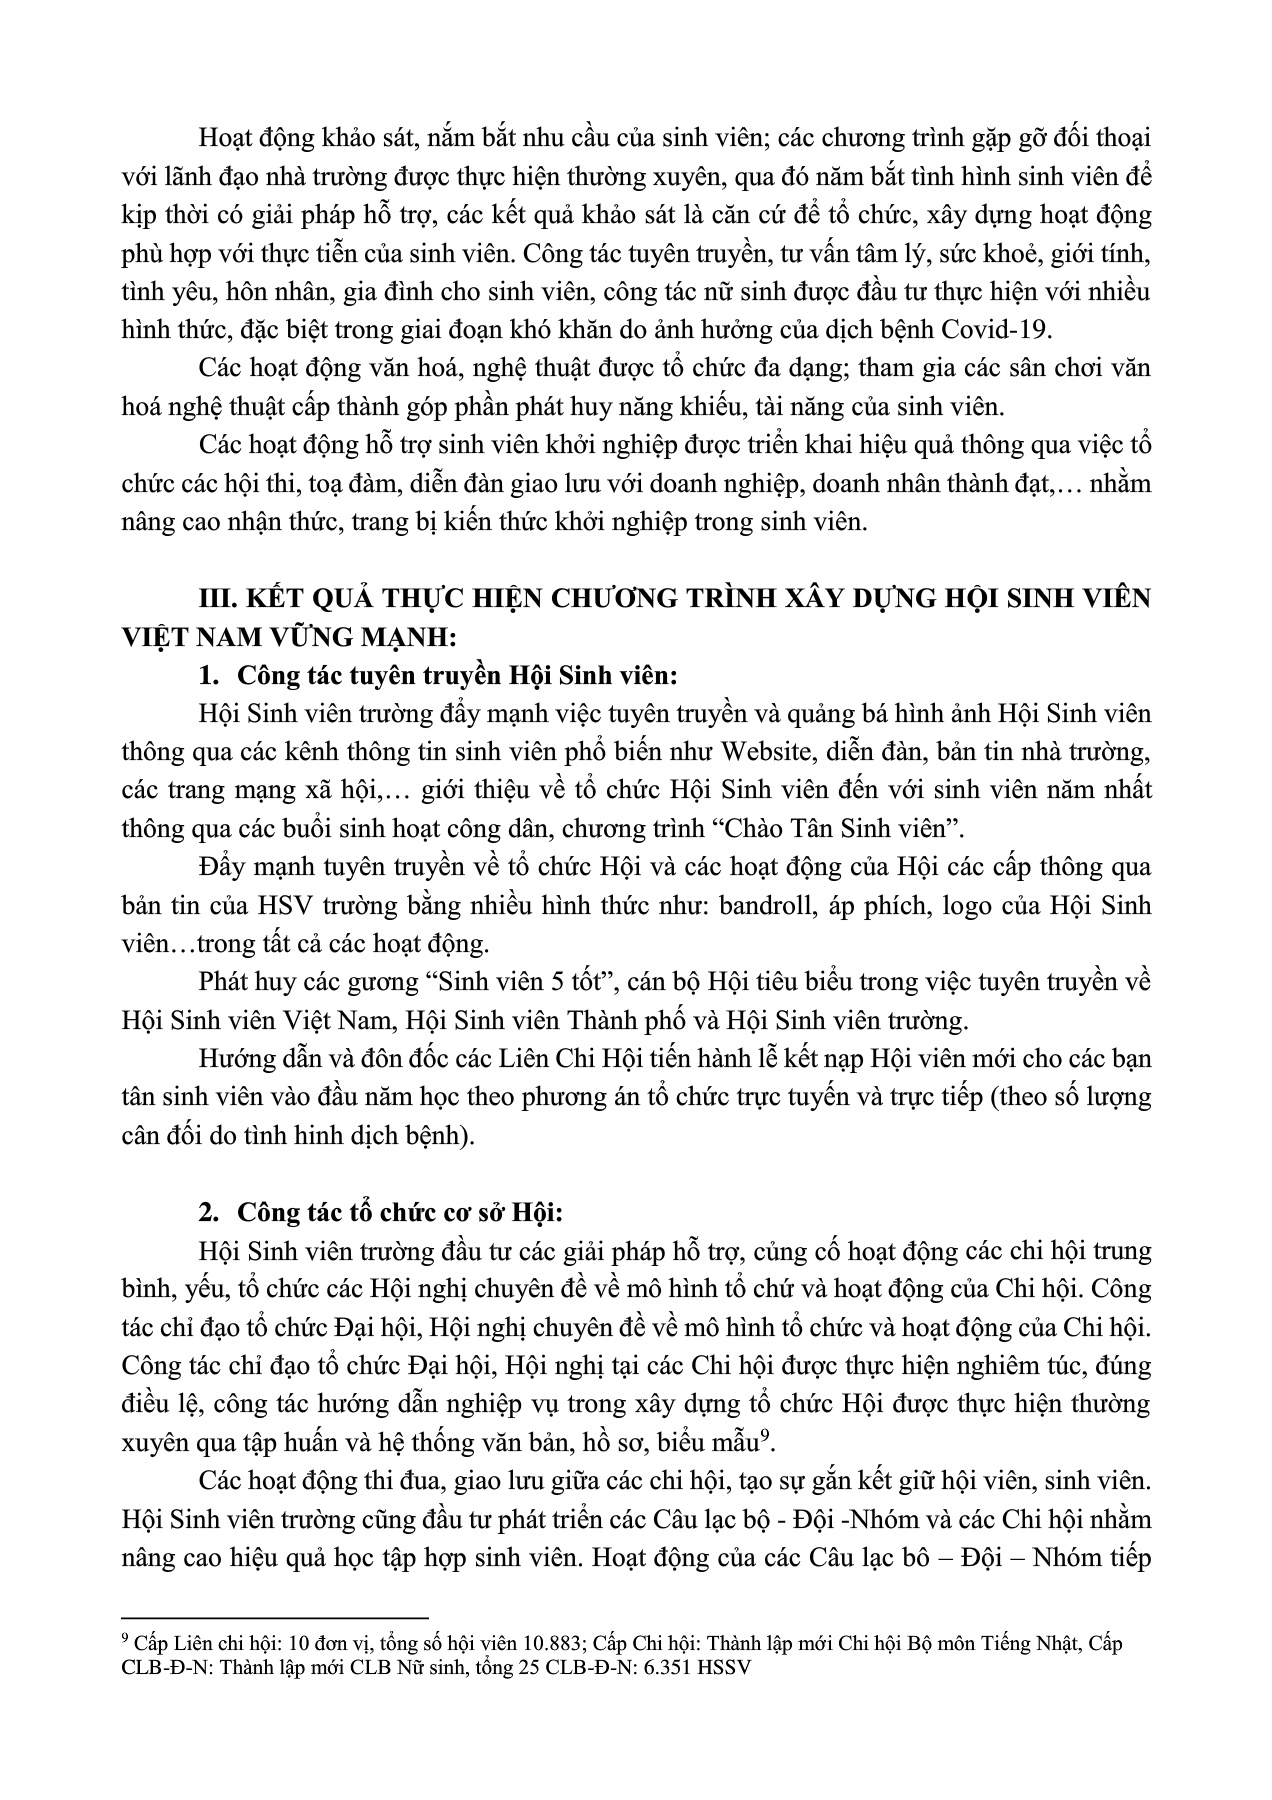 Hoạt động khảo sát, nắm bắt nhu cầu của sinh viên; các chương trình gặp gỡ đối thoại
với lãnh đạo nhà trường được thực hiện thường xuyên, qua đó năm bắt tình hình sinh viên để
kịp thời có giải pháp hỗ trợ, các kết quả khảo sát là căn cứ để tổ chức, xây dựng hoạt động
phù hợp với thực tiễn của sinh viên. Công tác tuyên truyền, tư vấn tâm lý, sức khoẻ, giới tính,
tình yêu, hôn nhân, gia đình cho sinh viên, công tác nữ sinh được đầu tư thực hiện với nhiều
hình thức, đặc biệt trong giai đoạn khó khăn do ảnh hưởng của dịch bệnh Covid-19.
Các hoạt động văn hoá, nghệ thuật được tổ chức đa dạng; tham gia các sân chơi văn
hoá nghệ thuật cấp thành góp phần phát huy năng khiếu, tài năng của sinh viên.
Các hoạt động hỗ trợ sinh viên khởi nghiệp được triển khai hiệu quả thông qua việc tổ
chức các hội thi, toạ đàm, diễn đàn giao lưu với doanh nghiệp, doanh nhân thành đạt,… nhằm
nâng cao nhận thức, trang bị kiến thức khởi nghiệp trong sinh viên.
III. KẾT QUẢ THỰC HIỆN CHƯƠNG TRÌNH XÂY DỰNG HỘI SINH VIÊN
VIỆT NAM VỮNG MẠNH:
1. Công tác tuyên truyền Hội Sinh viên:
Hội Sinh viên trường đẩy mạnh việc tuyên truyền và quảng bá hình ảnh Hội Sinh viên
thông qua các kênh thông tin sinh viên phổ biến như Website, diễn đàn, bản tin nhà trường,
các trang mạng xã hội,… giới thiệu về tổ chức Hội Sinh viên đến với sinh viên năm nhất
thông qua các buổi sinh hoạt công dân, chương trình “Chào Tân Sinh viên”.
Đẩy mạnh tuyên truyền về tổ chức Hội và các hoạt động của Hội các cấp thông qua
bản tin của HSV trường bằng nhiều hình thức như: bandroll, áp phích, logo của Hội Sinh
viên…trong tất cả các hoạt động.
Phát huy các gương “Sinh viên 5 tốt”, cán bộ Hội tiêu biểu trong việc tuyên truyền về
Hội Sinh viên Việt Nam, Hội Sinh viên Thành phố và Hội Sinh viên trường.
Hướng dẫn và đôn đốc các Liên Chi Hội tiến hành lễ kết nạp Hội viên mới cho các bạn
tân sinh viên vào đầu năm học theo phương án tổ chức trực tuyến và trực tiếp (theo số lượng
cân đối do tình hinh dịch bệnh).
2. Công tác tổ chức cơ sở Hội:
Hội Sinh viên trường đầu tư các giải pháp hỗ trợ, củng cố hoạt động các chi hội trung
bình, yếu, tổ chức các Hội nghị chuyên đề về mô hình tổ chứ và hoạt động của Chi hội. Công
tác chỉ đạo tổ chức Đại hội, Hội nghị chuyên đề về mô hình tổ chức và hoạt động của Chi hội.
Công tác chỉ đạo tổ chức Đại hội, Hội nghị tại các Chi hội được thực hiện nghiêm túc, đúng
điều lệ, công tác hướng dẫn nghiệp vụ trong xây dựng tổ chức Hội được thực hiện thường
xuyên qua tập huấn và hệ thống văn bản, hồ sơ, biểu mẫu⁹.
Các hoạt động thi đua, giao lưu giữa các chi hội, tạo sự gắn kết giữ hội viên, sinh viên.
Hội Sinh viên trường cũng đầu tư phát triển các Câu lạc bộ - Đội -Nhóm và các Chi hội nhằm
nâng cao hiệu quả học tập hợp sinh viên. Hoạt động của các Câu lạc bô – Đội – Nhóm tiếp
⁹ Cấp Liên chi hội: 10 đơn vị, tổng số hội viên 10.883; Cấp Chi hội: Thành lập mới Chi hội Bộ môn Tiếng Nhật, Cấp
CLB-Đ-N: Thành lập mới CLB Nữ sinh, tổng 25 CLB-Đ-N: 6.351 HSSV